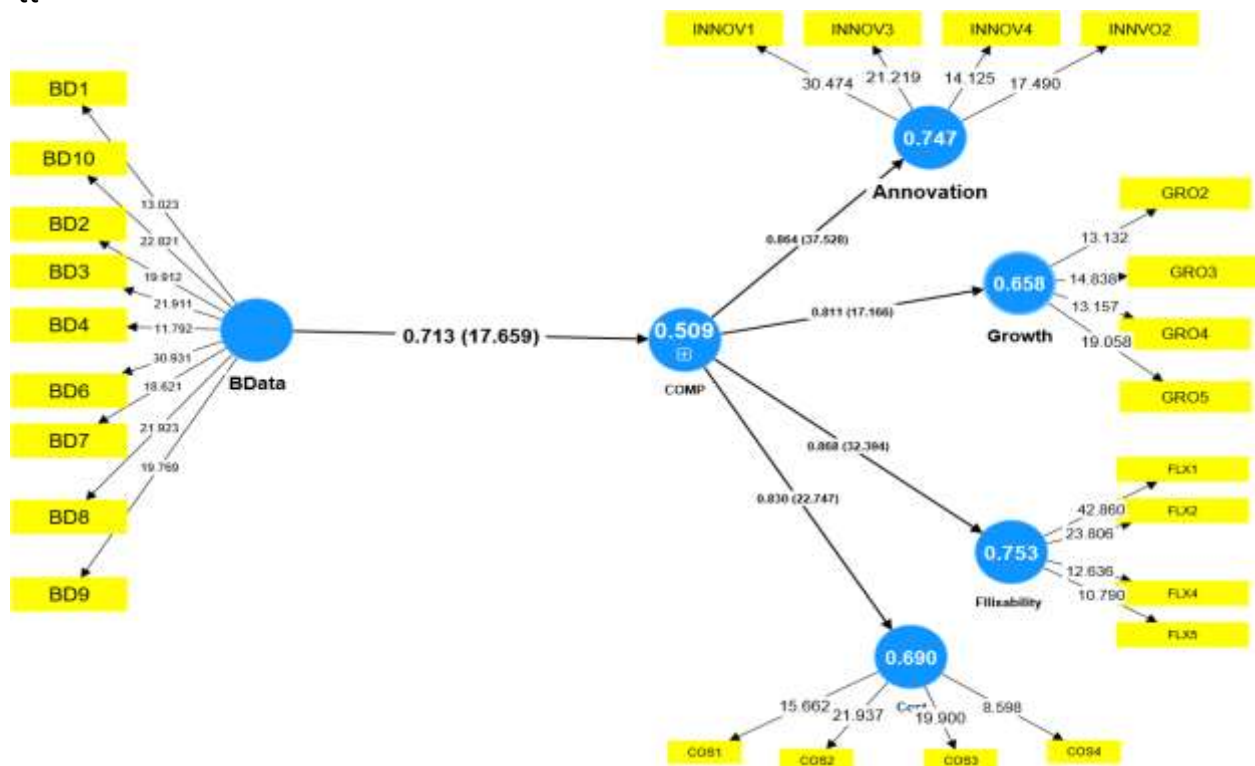 INNOV1
INNOV3
INNOV4
INNVO2
30.474
21.219
14.125
17.490
0.747
Annovation
BD1
BD10
BD2
BD3
BD4
BD6
BD7
BD8
BD9
13.023
22.821
19.912
21.911
11.792
30.931
18.621
21.923
19.769
BData
0.713 (17.659)
0.509
COMP
0.864 (37.528)
0.811 (17.166)
0.868 (32.394)
0.830 (22.747)
0.658
Growth
13.132
14.838
13.157
19.058
GRO2
GRO3
GRO4
GRO5
0.753
Filisability
42.860
23.806
12.636
10.790
FLX1
FLX2
FLX4
FLX5
0.690
15.662
21.937
19.900
8.598
COS1
COS2
COS3
COS4